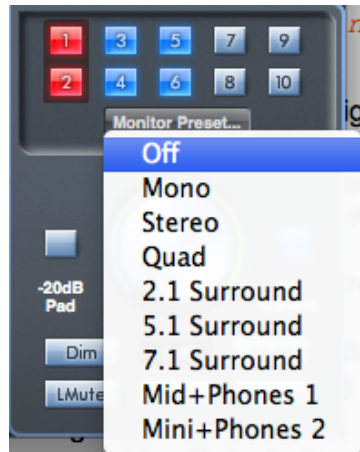 1 3 5 7 9
2 4 6 8 10
Monitor Preset...
Off
Mono
Stereo
Quad
2.1 Surround
5.1 Surround
7.1 Surround
Mid+Phones 1
Mini+Phones 2
-20dB
Pad
Dim
LMute